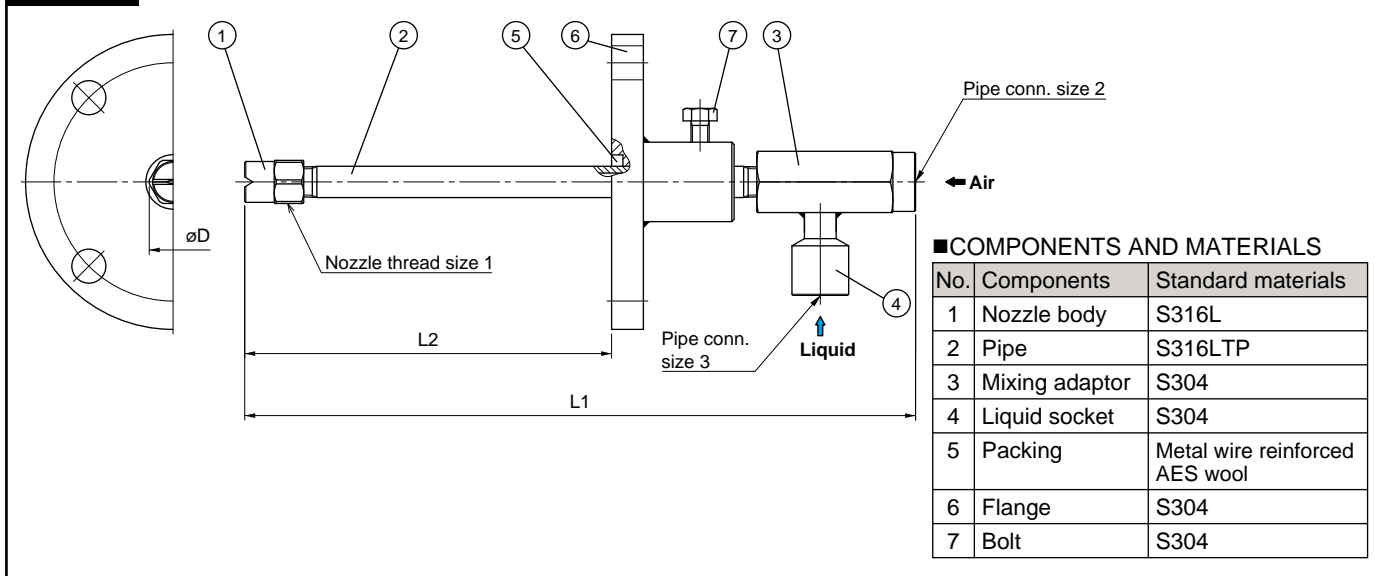 1
2
5
6
7
3
Pipe conn. size 2
Air
øD
Nozzle thread size 1
4
L2
Pipe conn.
size 3
Liquid
L1
■COMPONENTS AND MATERIALS
No. Components Standard materials
1 Nozzle body S316L
2 Pipe S316LTP
3 Mixing adaptor S304
4 Liquid socket S304
5 Packing Metal wire reinforced
AES wool
6 Flange S304
7 Bolt S304